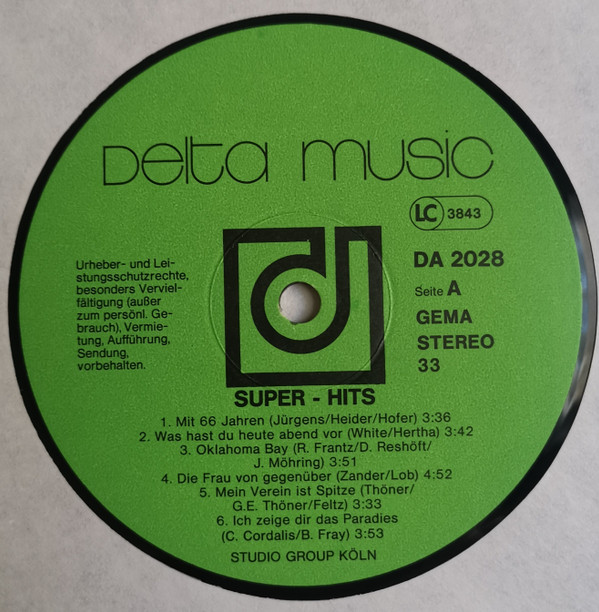 Delta music
LC 3843
DA 2028
Seite A
GEMA
STEREO
33
Urheber- und Lei-
stungsschutzrechte,
besonders Verviel-
fältigung (außer
zum persönl. Ge-
brauch), Vermie-
tung, Aufführung,
Sendung,
vorbehalten.
d
SUPER - HITS
1. Mit 66 Jahren (Jürgens/Heider/Hofer) 3:36
2. Was hast du heute abend vor (White/Hertha) 3:42
3. Oklahoma Bay (R. Frantz/D. Reshöft/
J. Möhring) 3:51
4. Die Frau von gegenüber (Zander/Lob) 4:52
5. Mein Verein ist Spitze (Thöner/
G.E. Thöner/Feltz) 3:33
6. Ich zeige dir das Paradies
(C. Cordalis/B. Fray) 3:53
STUDIO GROUP KÖLN